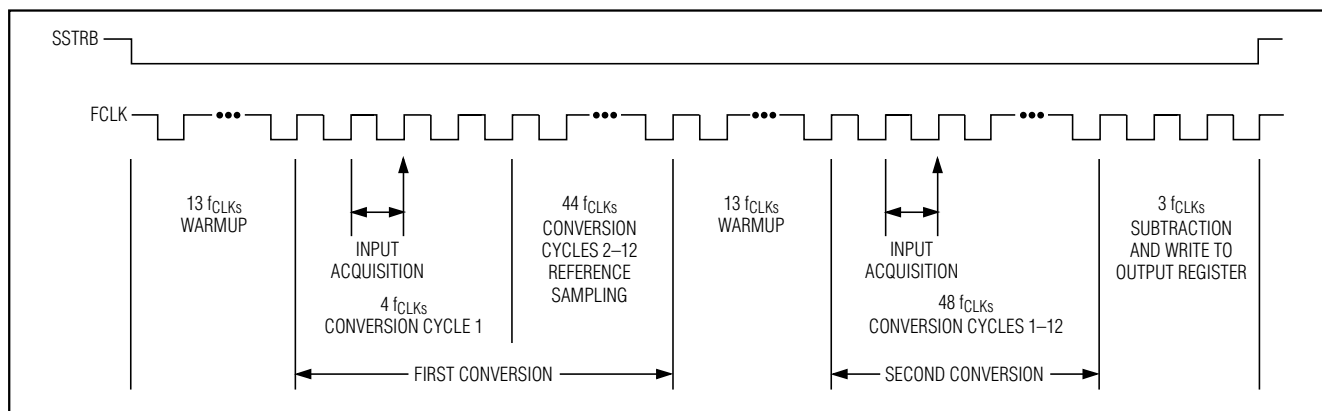 SSTRB
FCLK
13 fCLKs
WARMUP
INPUT
ACQUISITION
4 fCLKs
CONVERSION CYCLE 1
44 fCLKs
CONVERSION
CYCLES 2–12
REFERENCE
SAMPLING
13 fCLKs
WARMUP
INPUT
ACQUISITION
48 fCLKs
CONVERSION CYCLES 1–12
3 fCLKs
SUBTRACTION
AND WRITE TO
OUTPUT REGISTER
FIRST CONVERSION
SECOND CONVERSION